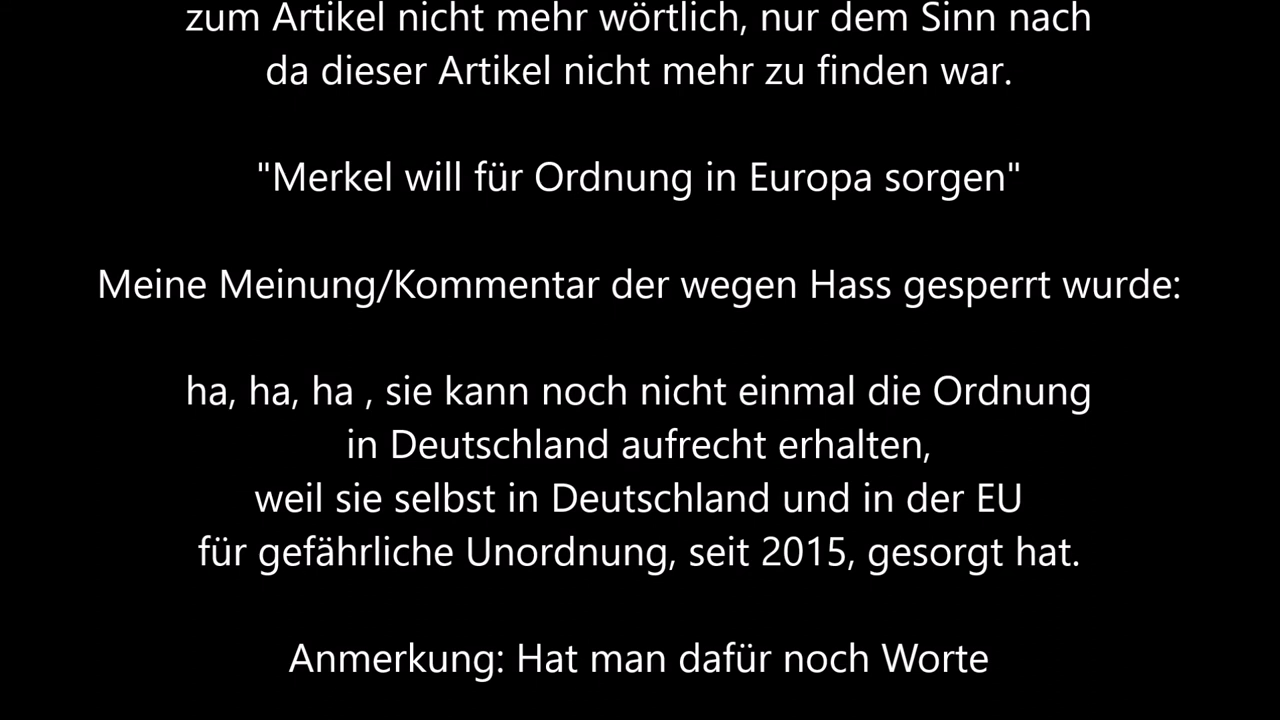 zum Artikel nicht mehr wörtlich, nur dem Sinn nach
da dieser Artikel nicht mehr zu finden war.
"Merkel will für Ordnung in Europa sorgen"
Meine Meinung/Kommentar der wegen Hass gesperrt wurde:
ha, ha, ha , sie kann noch nicht einmal die Ordnung
in Deutschland aufrecht erhalten,
weil sie selbst in Deutschland und in der EU
für gefährliche Unordnung, seit 2015, gesorgt hat.
Anmerkung: Hat man dafür noch Worte